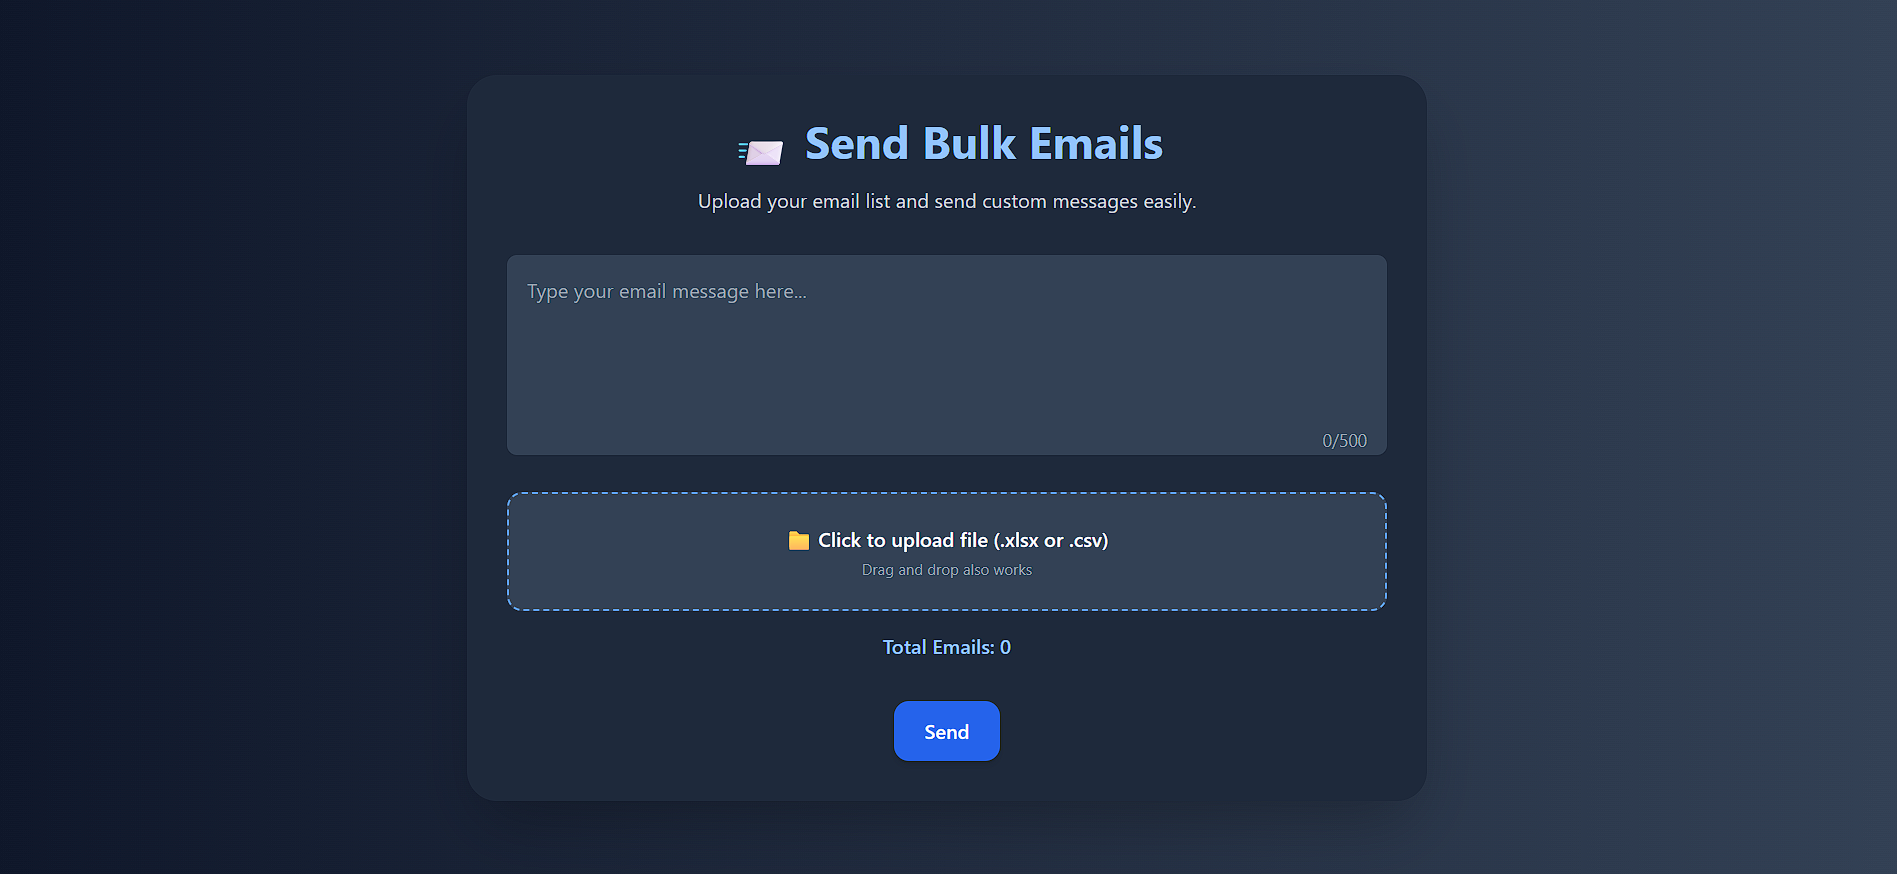 Send Bulk Emails
Upload your email list and send custom messages easily.
Type your email message here...
0/500
Click to upload file (.xlsx or .csv)
Drag and drop also works
Total Emails: 0
Send